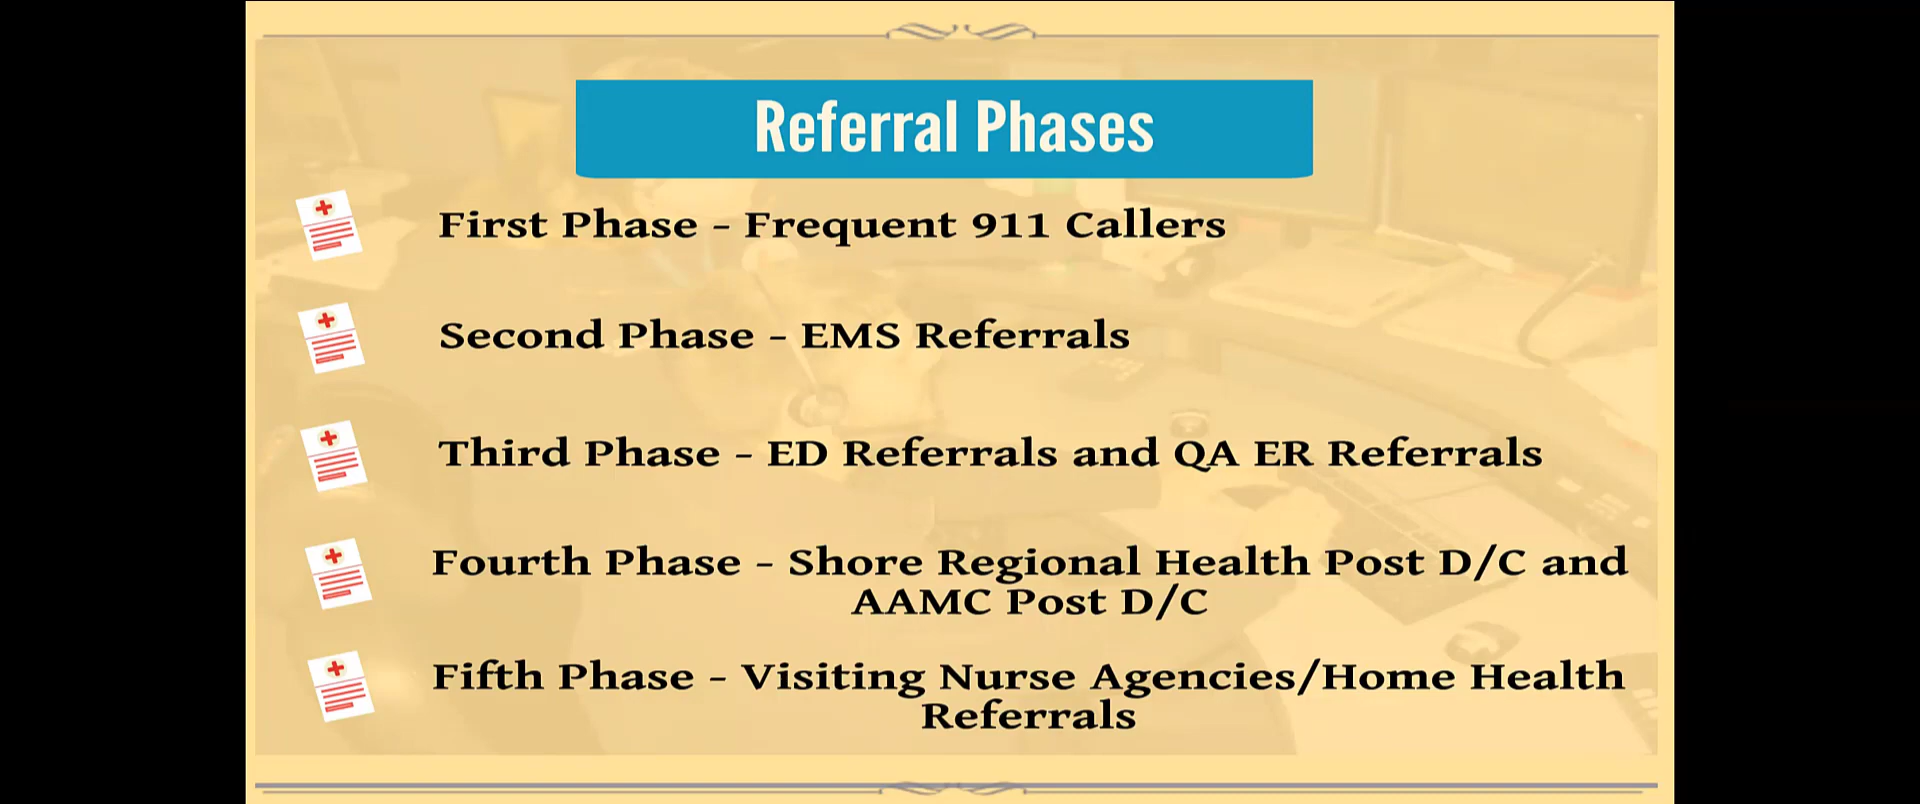 Referral Phases
First Phase - Frequent 911 Callers
Second Phase - EMS Referrals
Third Phase - ED Referrals and QA ER Referrals
Fourth Phase - Shore Regional Health Post D/C and
AAMC Post D/C
Fifth Phase - Visiting Nurse Agencies/Home Health
Referrals